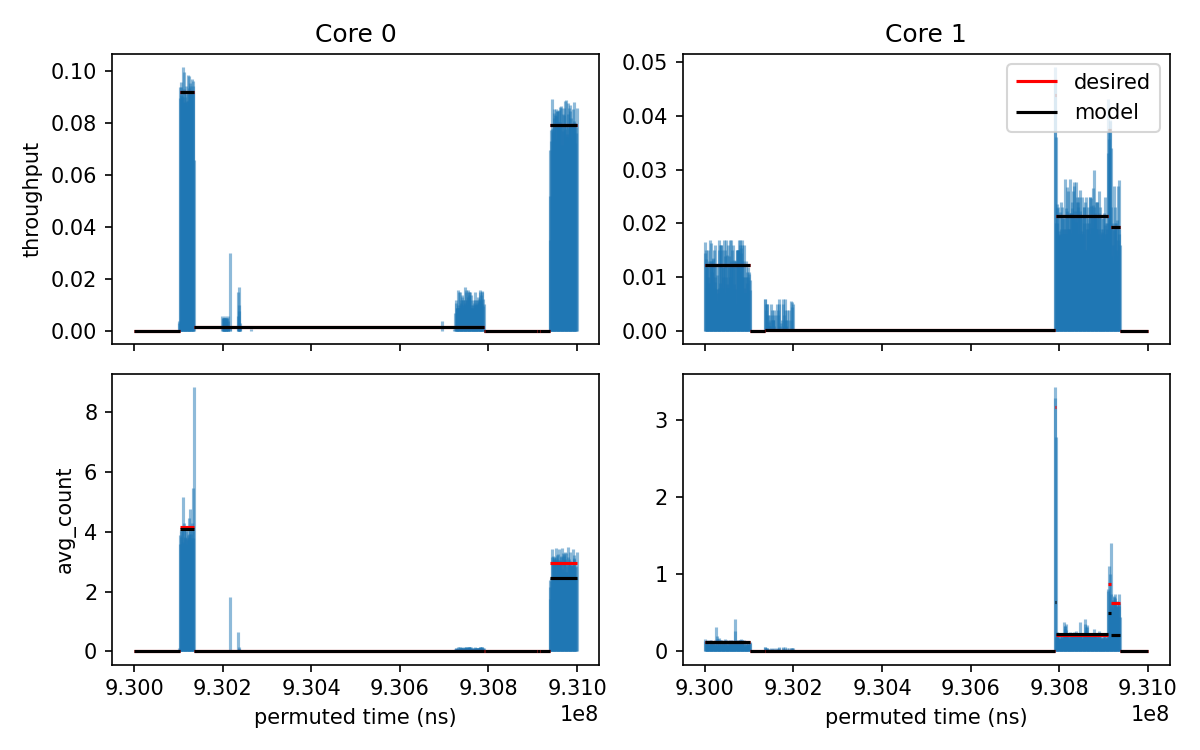 Core 0
Core 1
throughput
0.10
0.08
0.06
0.04
0.02
0.00
0.05
0.04
0.03
0.02
0.01
0.00
desired
model
avg_count
8
6
4
2
0
3
2
1
0
9.300 9.302 9.304 9.306 9.308 9.310
1e8
permuted time (ns)
9.300 9.302 9.304 9.306 9.308 9.310
1e8
permuted time (ns)